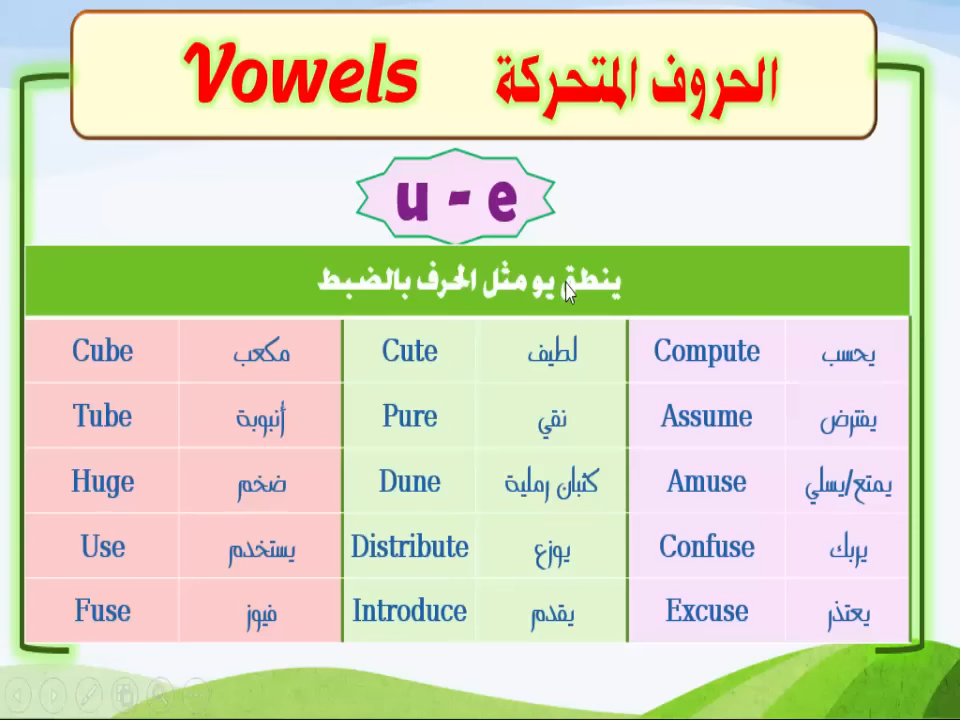 Vowels الحروف المتحركة
u - e
ينطق يو مثل الحرف بالضبط
Cube مكعب Cute لطيف Compute يحسب
Tube أنبوبة Pure نقي Assume يفترض
Huge ضخم Dune كثبان رملية Amuse يمتع/يسلي
Use يستخدم Distribute يوزع Confuse يربك
Fuse فيوز Introduce يقدم Excuse يعتذر